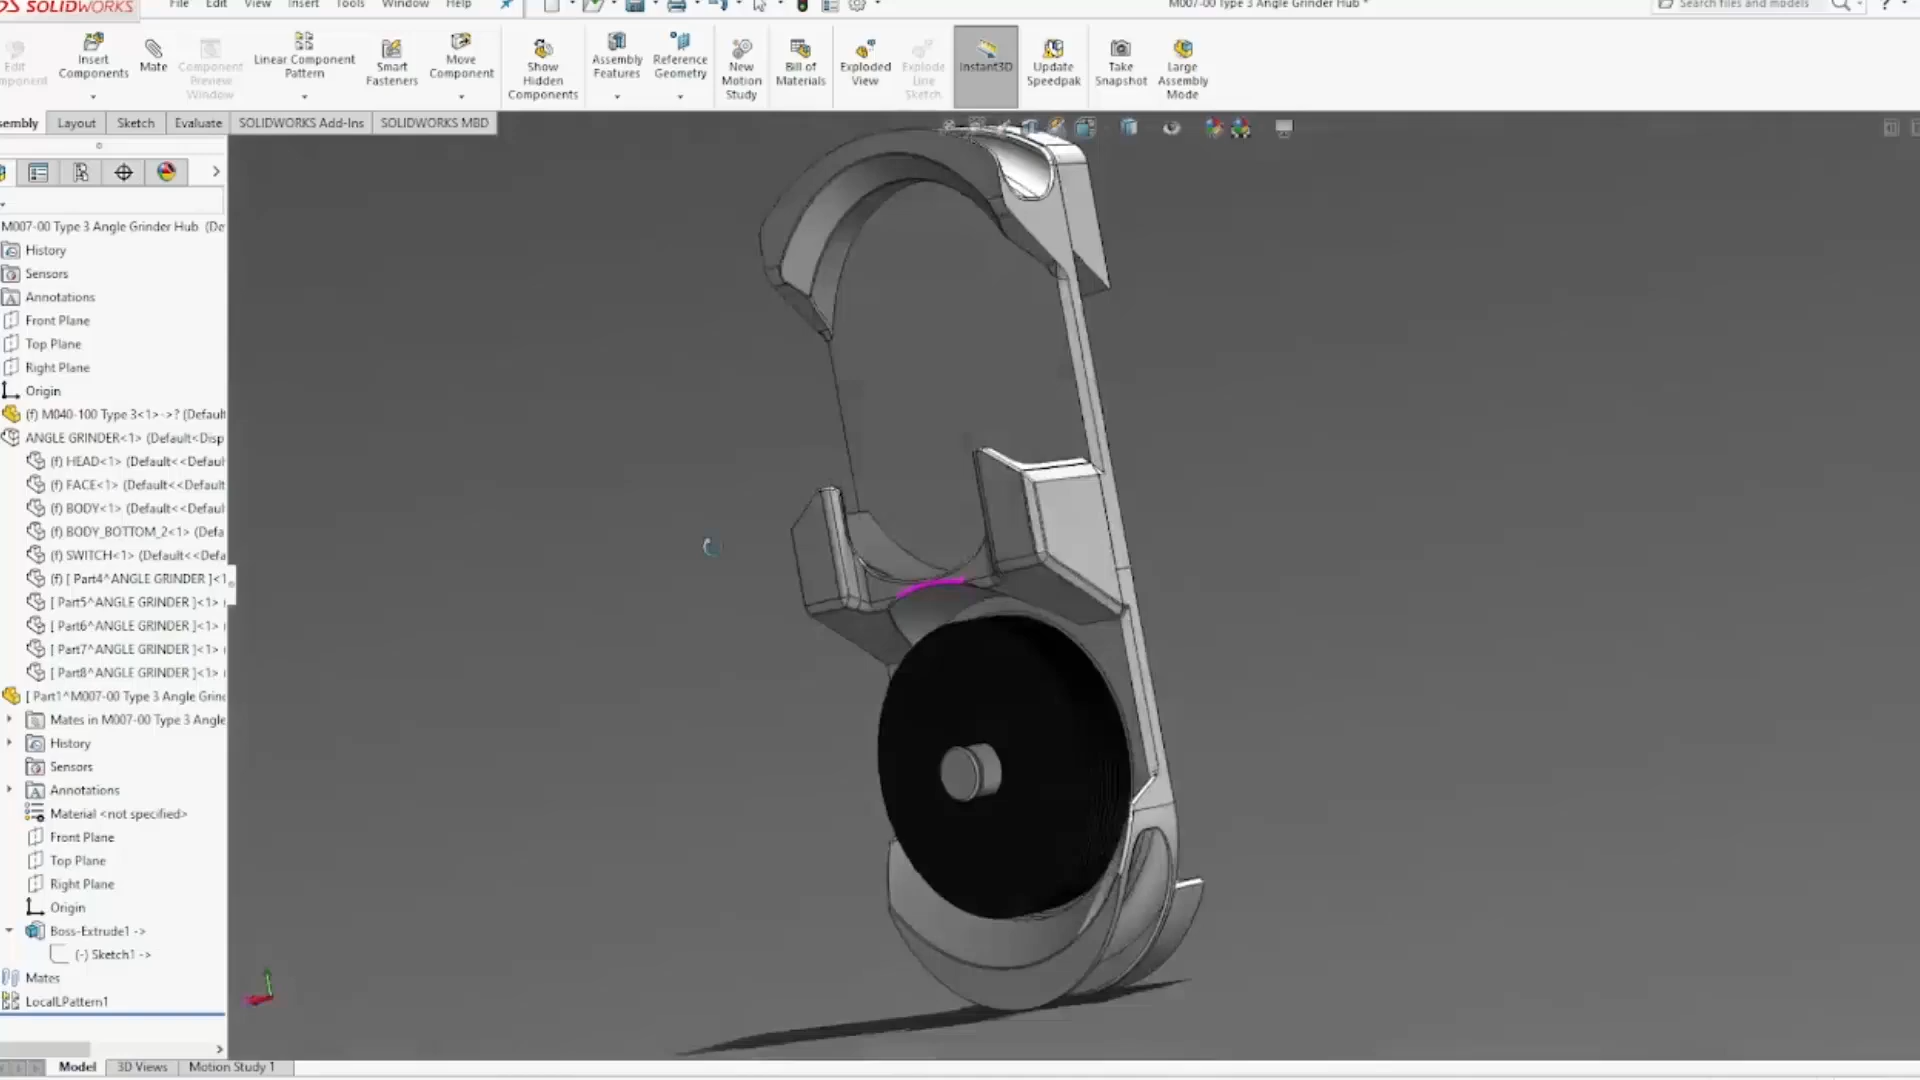 SOLIDWORKS
File Edit View Insert Tools Window Help
M007-00 Type 3 Angle Grinder Hub *
Search files and models
Insert Components
Mate
Component Preview Window
Linear Component Pattern
Smart Fasteners
Move Component
Show Hidden Components
Assembly Features
Reference Geometry
New Motion Study
Bill of Materials
Exploded View
Explode Line Sketch
Instant3D
Update Speedpak
Take Snapshot
Large Assembly Mode
sembly Layout Sketch Evaluate SOLIDWORKS Add-Ins SOLIDWORKS MBD
M007-00 Type 3 Angle Grinder Hub (De
History
Sensors
Annotations
Front Plane
Top Plane
Right Plane
Origin
(f) M040-100 Type 3<1>->? (Default
ANGLE GRINDER<1> (Default<Disp
(f) HEAD<1> (Default<<Defaul
(f) FACE<1> (Default<<Default
(f) BODY<1> (Default<<Defaul
(f) BODY_BOTTOM_2<1> (Defa
(f) SWITCH<1> (Default<<Defa
(f) [ Part4^ANGLE GRINDER ]<1
[ Part5^ANGLE GRINDER ]<1>
[ Part6^ANGLE GRINDER ]<1>
[ Part7^ANGLE GRINDER ]<1>
[ Part8^ANGLE GRINDER ]<1>
[ Part1^M007-00 Type 3 Angle Grind
Mates in M007-00 Type 3 Angle
History
Sensors
Annotations
Material <not specified>
Front Plane
Top Plane
Right Plane
Origin
Boss-Extrude1 ->
(-) Sketch1 ->
Mates
LocalLPattern1
Model 3D Views Motion Study 1